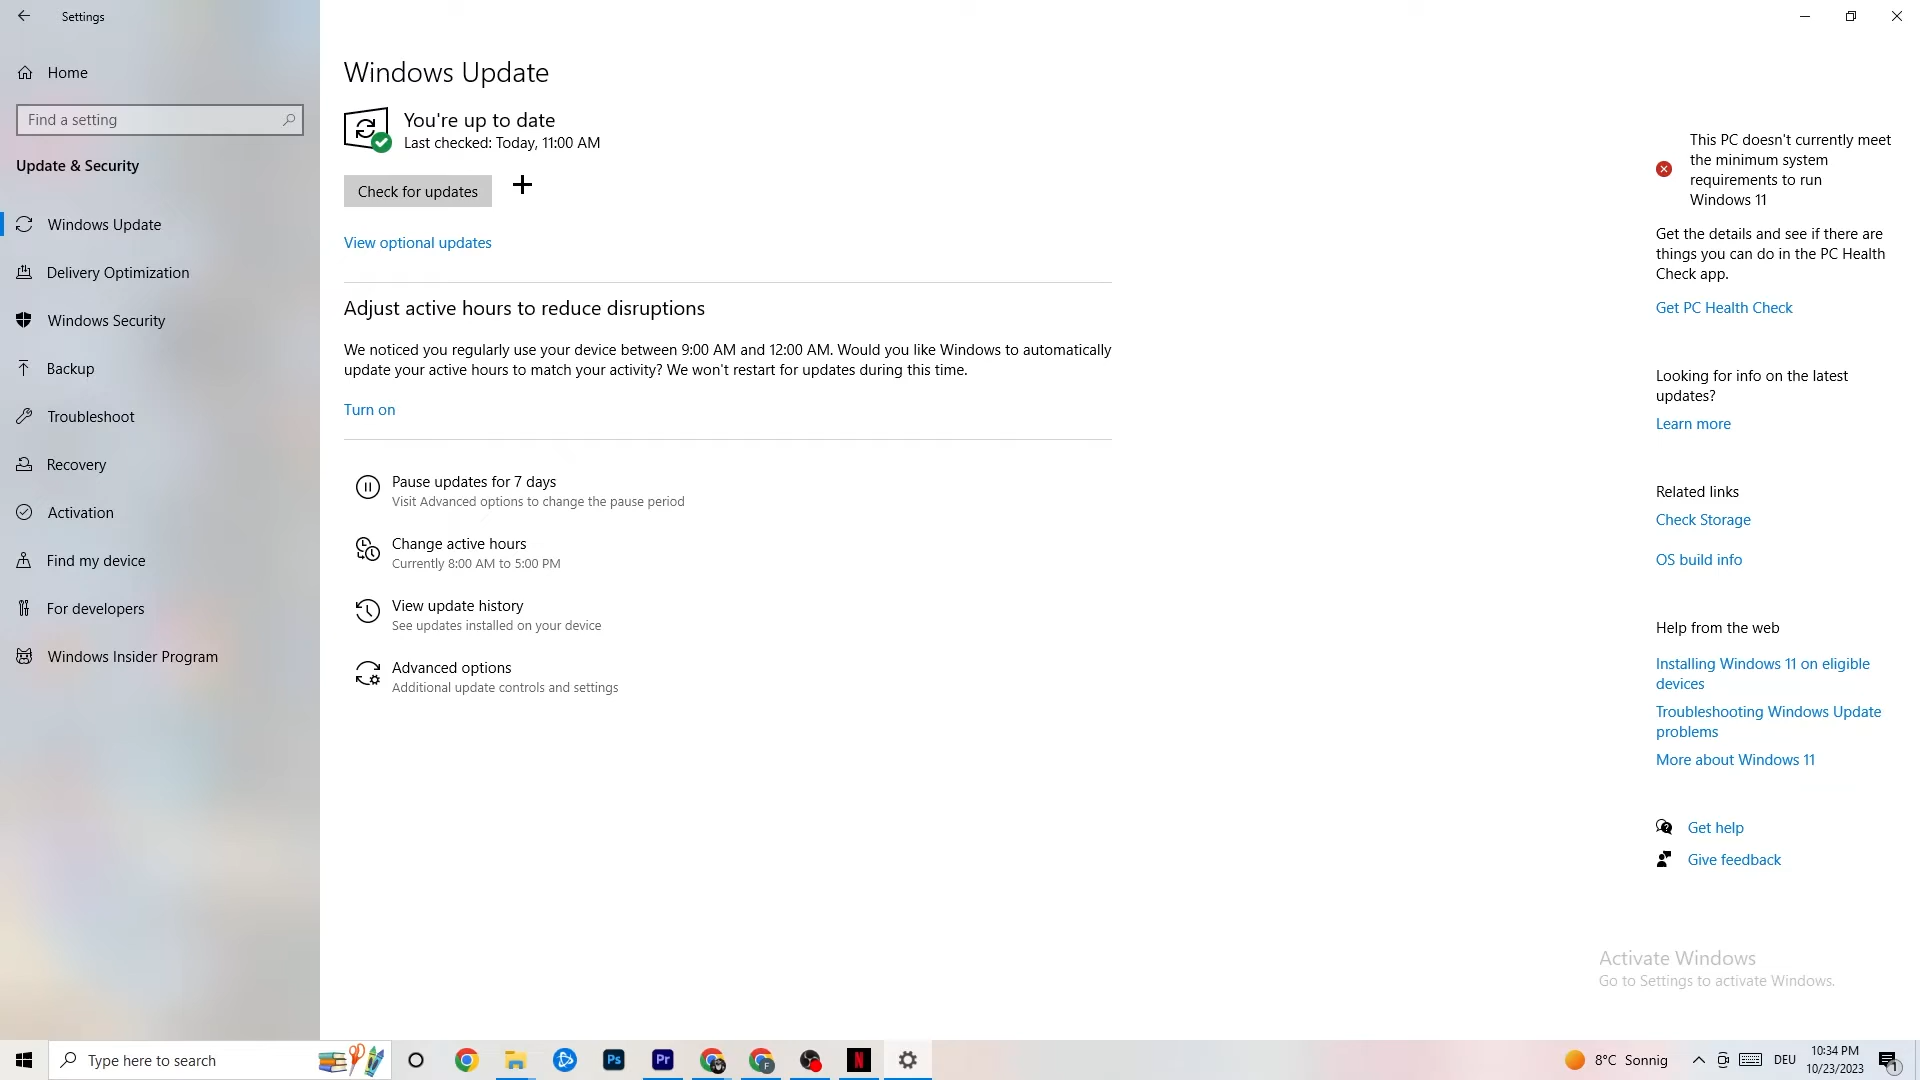 Settings
Home
Find a setting
Update & Security
Windows Update
Delivery Optimization
Windows Security
Backup
Troubleshoot
Recovery
Activation
Find my device
For developers
Windows Insider Program
Windows Update
You're up to date
Last checked: Today, 11:00 AM
Check for updates
View optional updates
Adjust active hours to reduce disruptions
We noticed you regularly use your device between 9:00 AM and 12:00 AM. Would you like Windows to automatically
update your active hours to match your activity? We won't restart for updates during this time.
Turn on
Pause updates for 7 days
Visit Advanced options to change the pause period
Change active hours
Currently 8:00 AM to 5:00 PM
View update history
See updates installed on your device
Advanced options
Additional update controls and settings
This PC doesn't currently meet
the minimum system
requirements to run
Windows 11
Get the details and see if there are
things you can do in the PC Health
Check app.
Get PC Health Check
Looking for info on the latest
updates?
Learn more
Related links
Check Storage
OS build info
Help from the web
Installing Windows 11 on eligible
devices
Troubleshooting Windows Update
problems
More about Windows 11
Get help
Give feedback
Activate Windows
Go to Settings to activate Windows.
Type here to search
Ps
Pr
F
N
8°C Sonnig
DEU
10:34 PM
10/23/2023
1